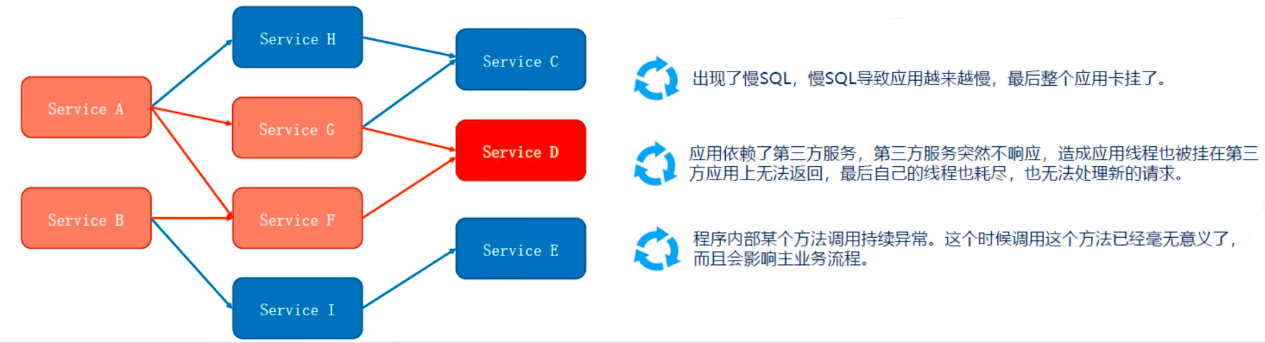 Service H
Service C
Service A
Service G
Service D
Service B
Service F
Service E
Service I
出现了慢SQL，慢SQL导致应用越来越慢，最后整个应用卡挂了。
应用依赖了第三方服务，第三方服务突然不响应，造成应用线程也被挂在第三
方应用上无法返回，最后自己的线程也耗尽，也无法处理新的请求。
程序内部某个方法调用持续异常。这个时候调用这个方法已经毫无意义了，
而且会影响主业务流程。